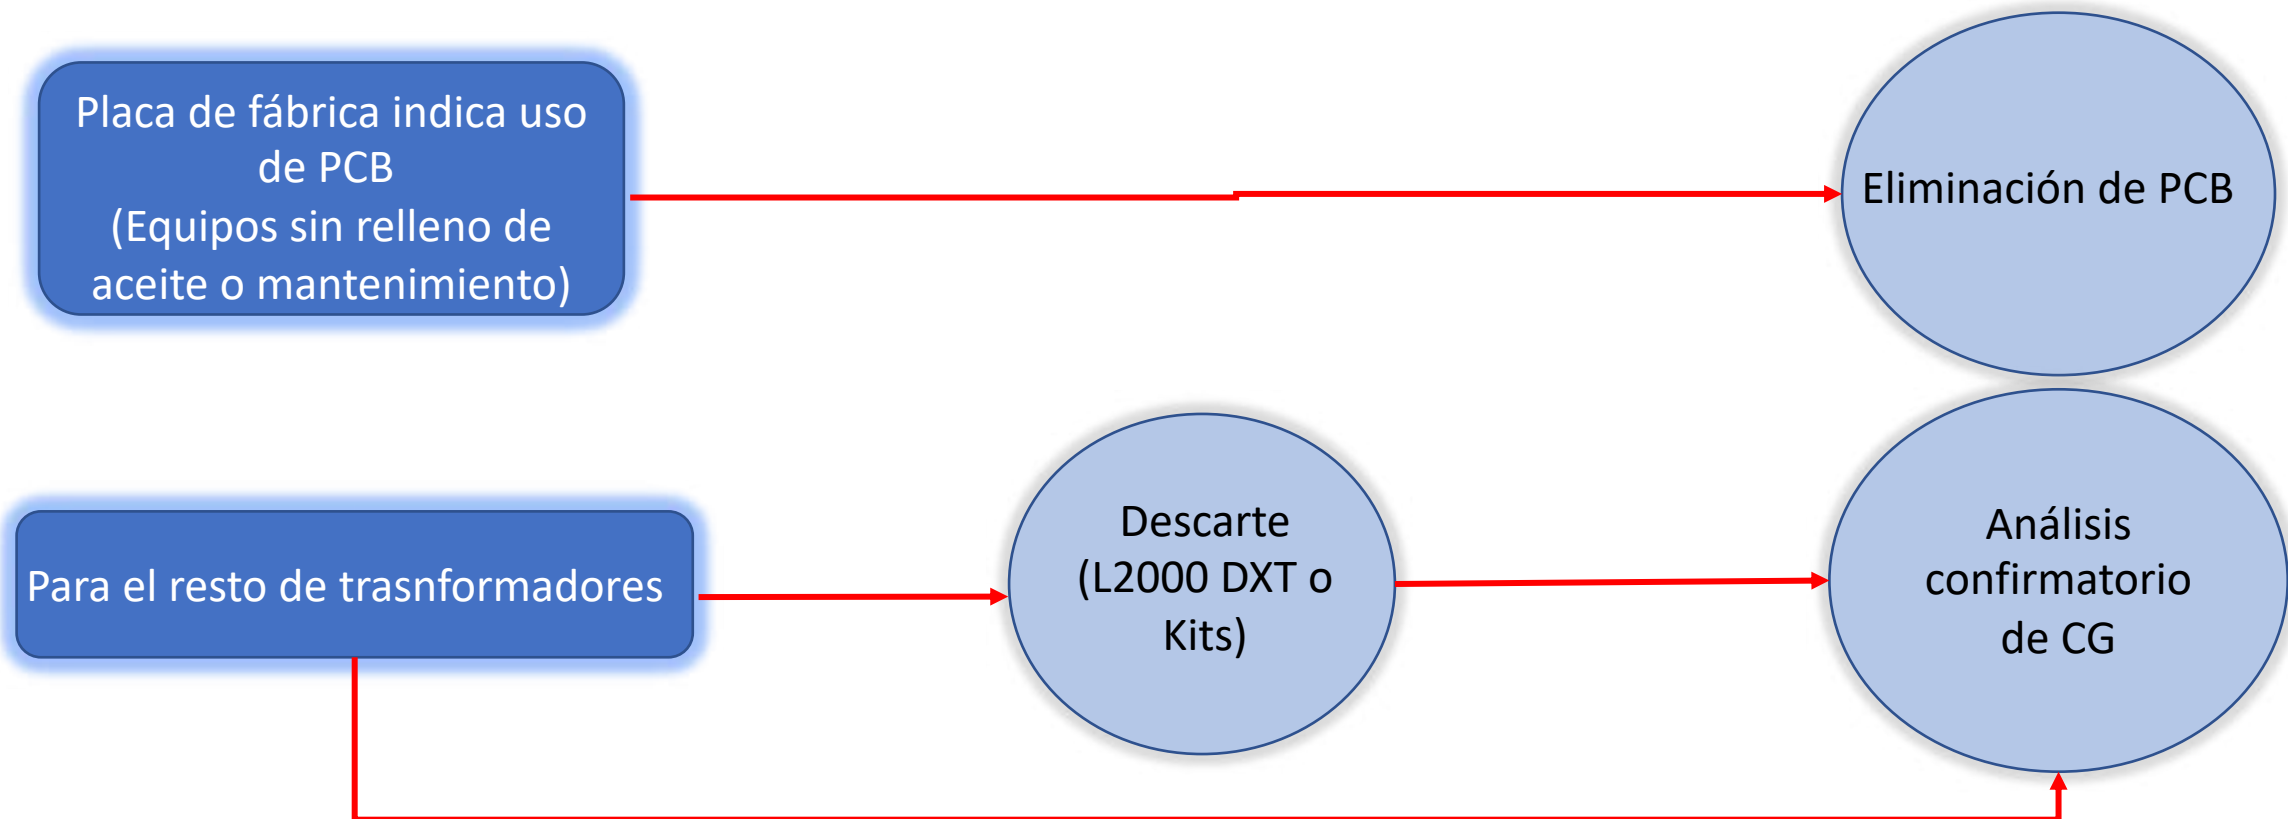 Placa de fábrica indica uso
de PCB
(Equipos sin relleno de
aceite o mantenimiento)
Eliminación de PCB
Para el resto de trasnformadores
Descarte
(L2000 DXT o
Kits)
Análisis
confirmatorio
de CG